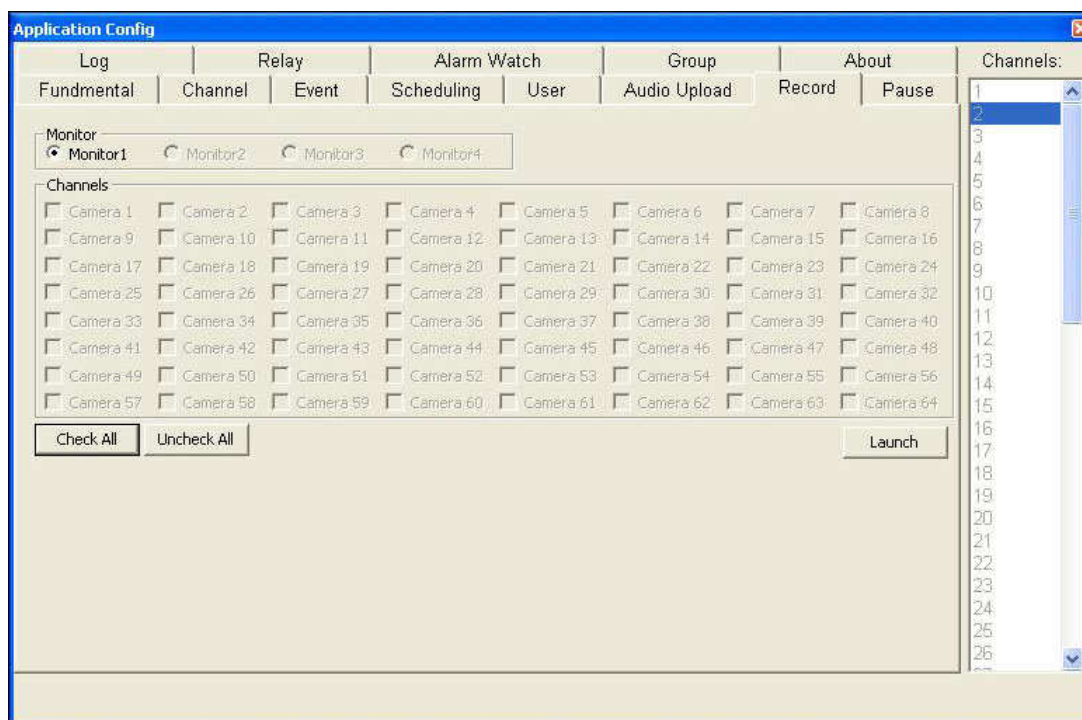 Application Config
Log Relay Alarm Watch Group About
Fundmental Channel Event Scheduling User Audio Upload Record Pause
Monitor
Monitor1 Monitor2 Monitor3 Monitor4
Channels
Camera 1 Camera 2 Camera 3 Camera 4 Camera 5 Camera 6 Camera 7 Camera 8
Camera 9 Camera 10 Camera 11 Camera 12 Camera 13 Camera 14 Camera 15 Camera 16
Camera 17 Camera 18 Camera 19 Camera 20 Camera 21 Camera 22 Camera 23 Camera 24
Camera 25 Camera 26 Camera 27 Camera 28 Camera 29 Camera 30 Camera 31 Camera 32
Camera 33 Camera 34 Camera 35 Camera 36 Camera 37 Camera 38 Camera 39 Camera 40
Camera 41 Camera 42 Camera 43 Camera 44 Camera 45 Camera 46 Camera 47 Camera 48
Camera 49 Camera 50 Camera 51 Camera 52 Camera 53 Camera 54 Camera 55 Camera 56
Camera 57 Camera 58 Camera 59 Camera 60 Camera 61 Camera 62 Camera 63 Camera 64
Check All Uncheck All Launch
Channels:
1
2
3
4
5
6
7
8
9
10
11
12
13
14
15
16
17
18
19
20
21
22
23
24
25
26